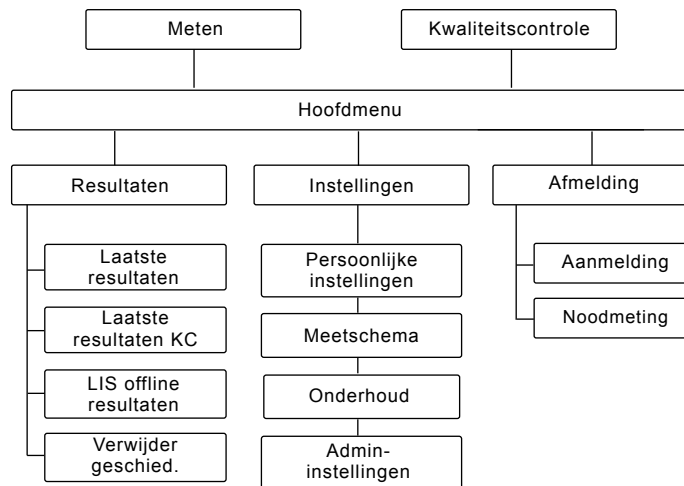 Meten
Kwaliteitscontrole
Hoofdmenu
Resultaten
Instellingen
Afmelding
Laatste
resultaten
Laatste
resultaten KC
LIS offline
resultaten
Verwijder
geschied.
Persoonlijke
instellingen
Meetschema
Onderhoud
Admin-
instellingen
Aanmelding
Noodmeting